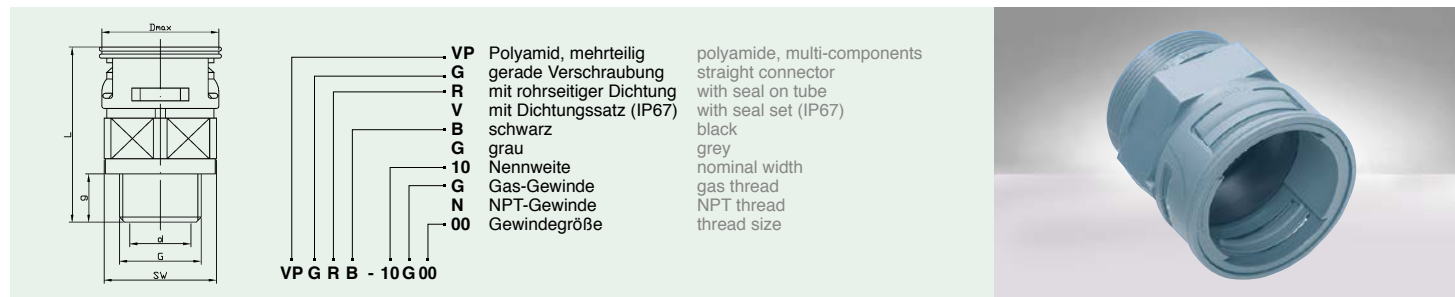 Dmax
L
g
d
G
SW
VP Polyamid, mehrteilig polyamide, multi-components
G gerade Verschraubung straight connector
R mit rohrseitiger Dichtung with seal on tube
V mit Dichtungssatz (IP67) with seal set (IP67)
B schwarz black
G grau grey
10 Nennweite nominal width
G Gas-Gewinde gas thread
N NPT-Gewinde NPT thread
00 Gewindegröße thread size
VP G R B - 10 G 00